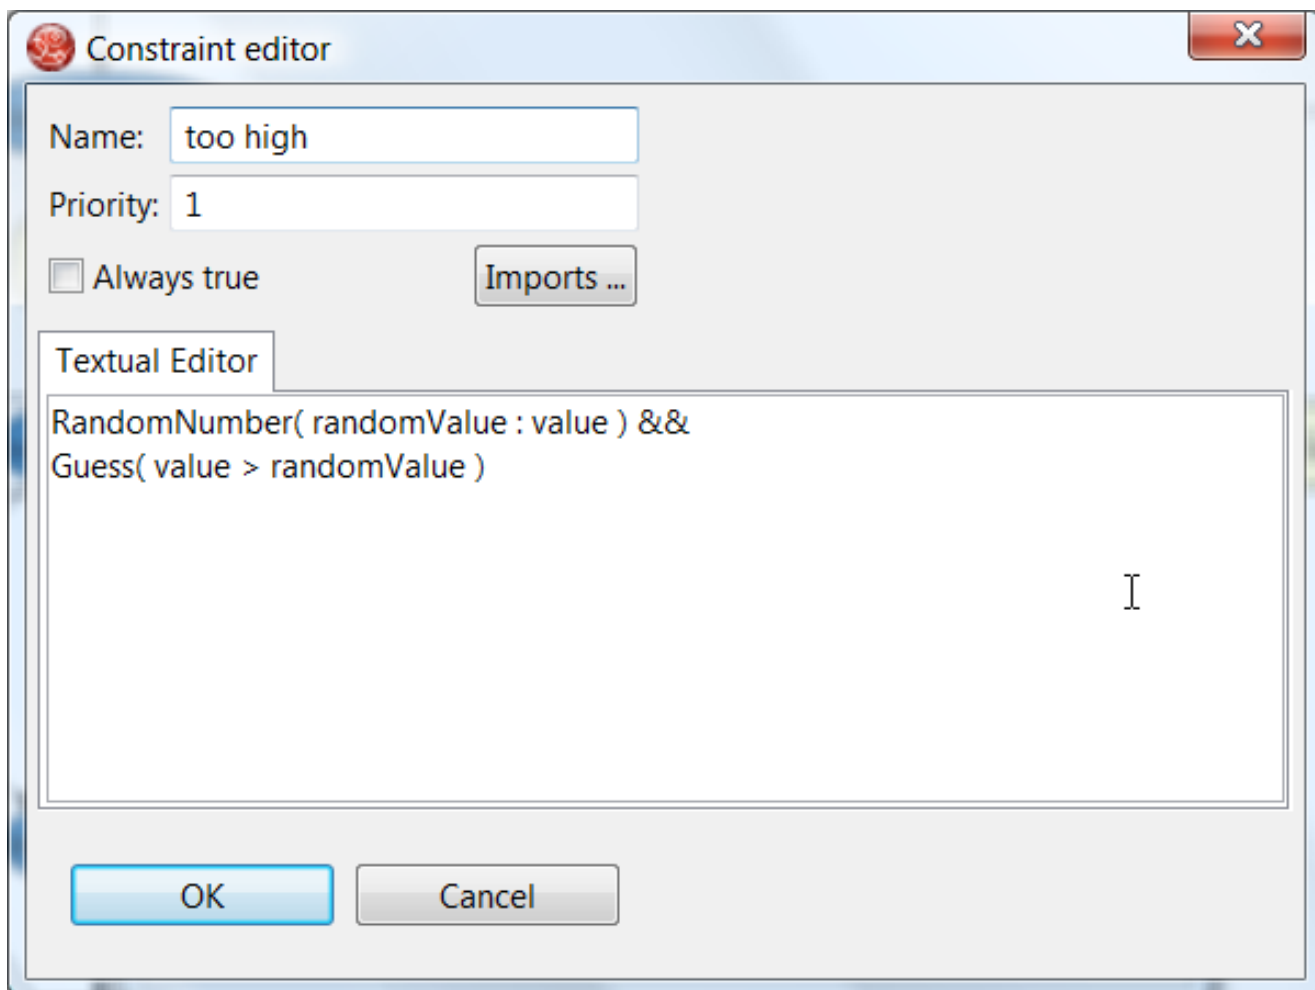 Constraint editor
Name: too high
Priority: 1
Always true
Imports ...
Textual Editor
RandomNumber( randomValue : value ) &&
Guess( value > randomValue )
OK
Cancel